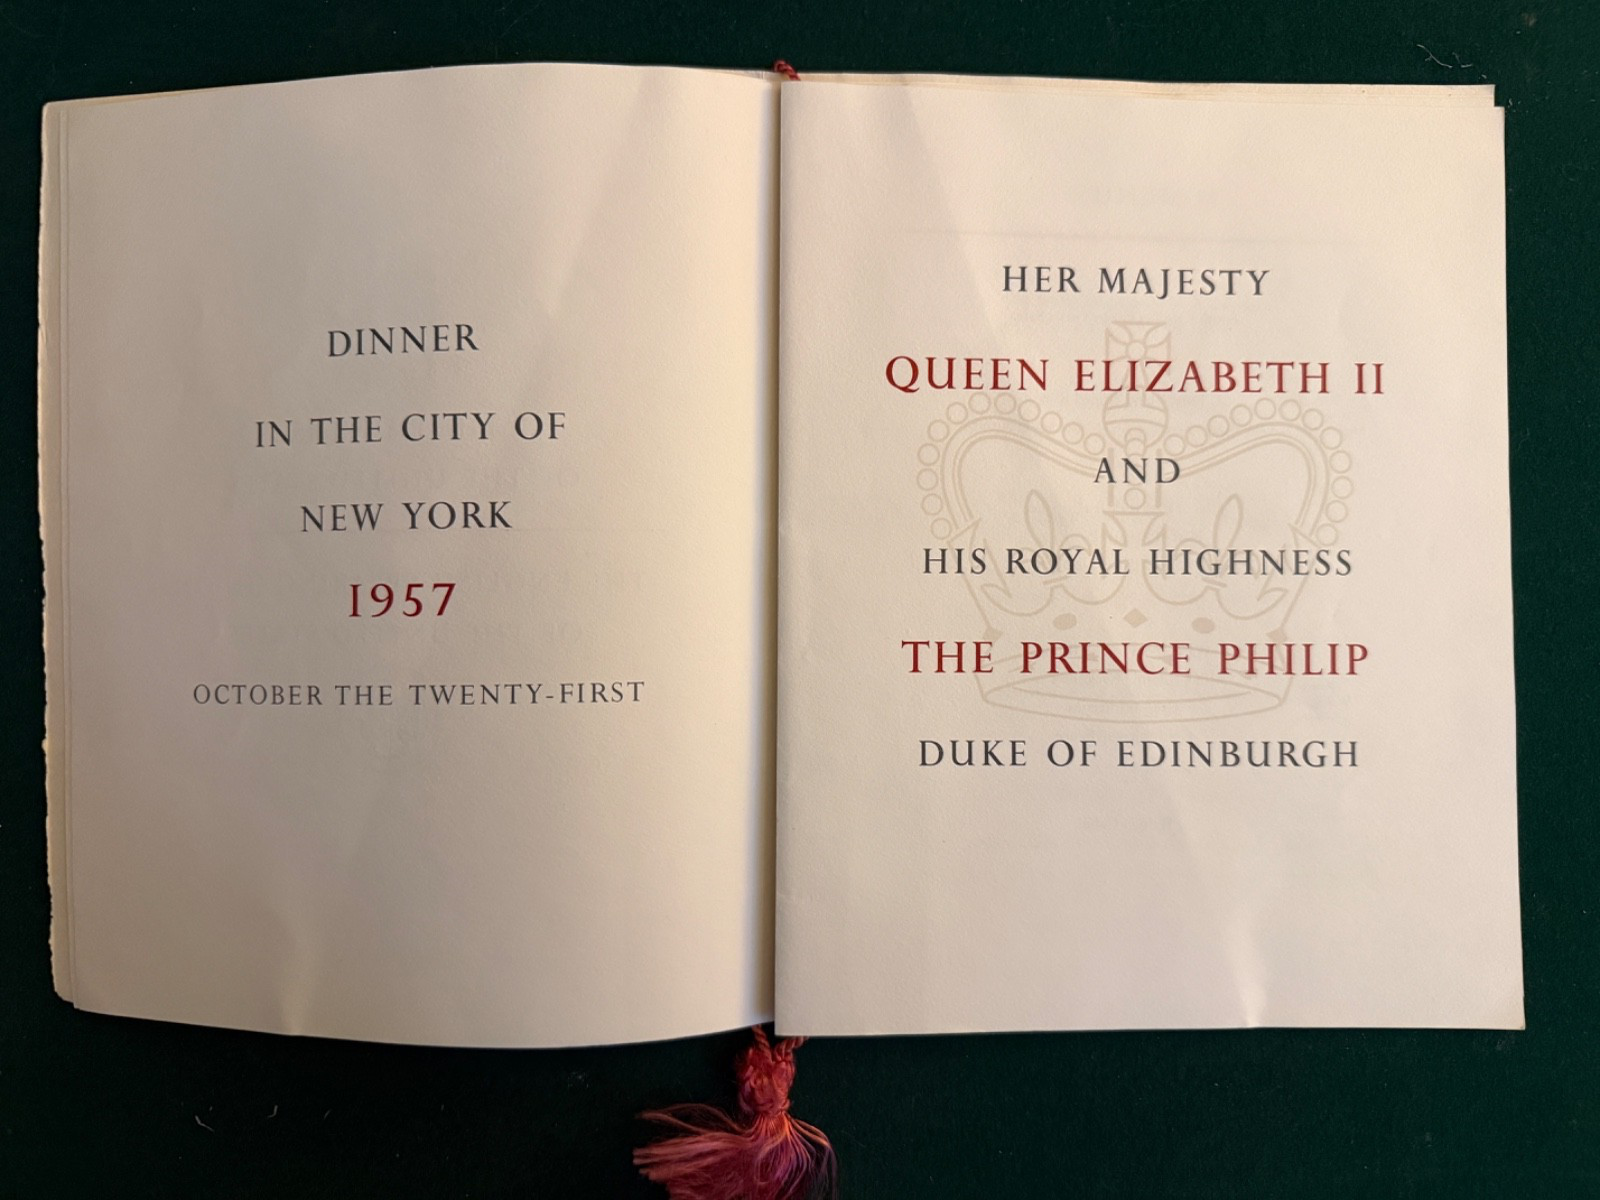 DINNER
IN THE CITY OF
NEW YORK
1957
OCTOBER THE TWENTY-FIRST
HER MAJESTY
QUEEN ELIZABETH II
AND
HIS ROYAL HIGHNESS
THE PRINCE PHILIP
DUKE OF EDINBURGH